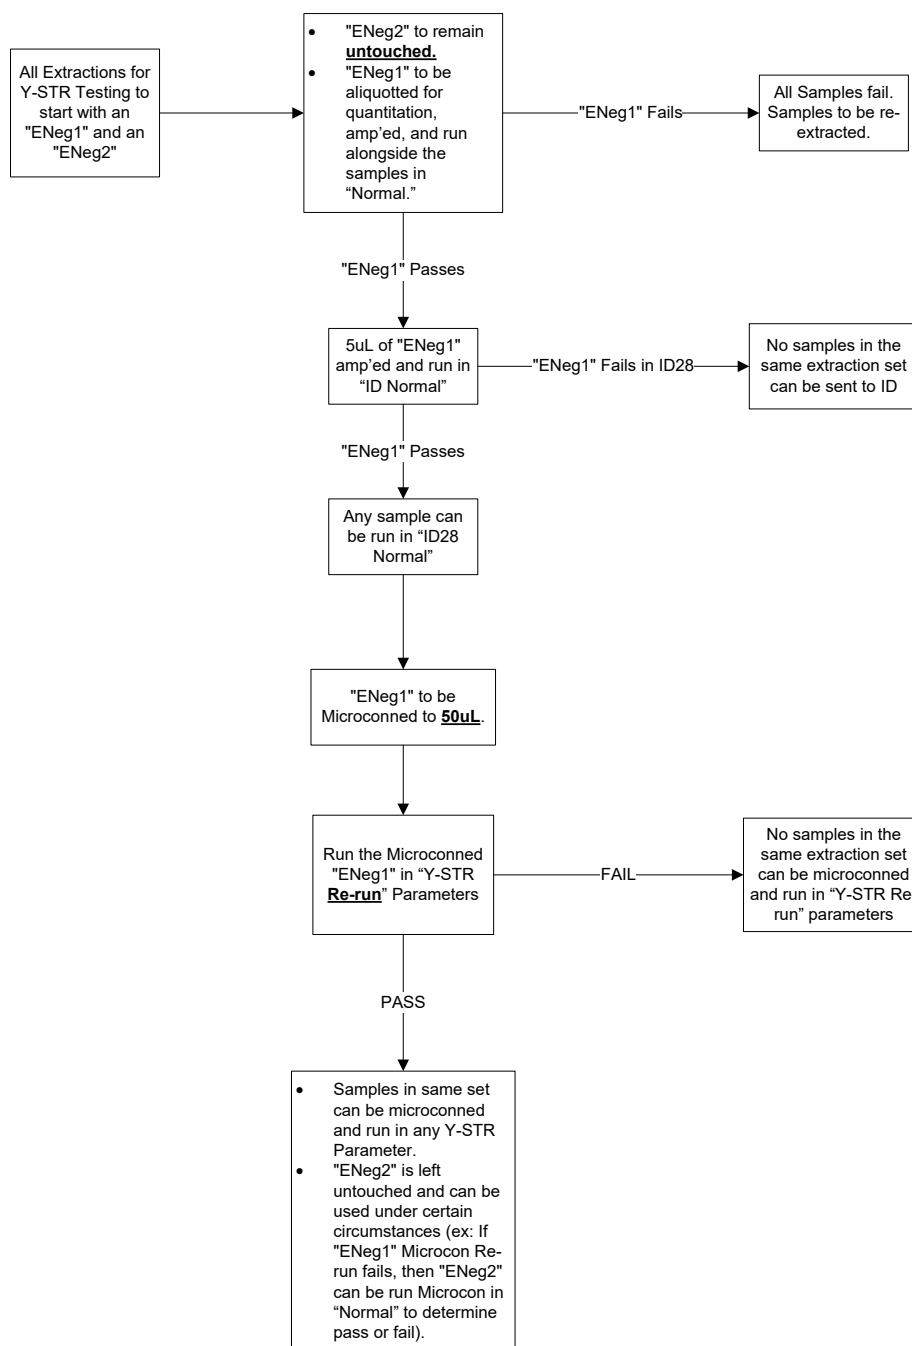 All Extractions for
Y-STR Testing to
start with an
"ENeg1" and an
"ENeg2"
• "ENeg2" to remain
untouched.
• "ENeg1" to be
aliquotted for
quantitation,
amp’ed, and run
alongside the
samples in
“Normal.”
"ENeg1" Fails
All Samples fail.
Samples to be re-
extracted.
"ENeg1" Passes
5uL of "ENeg1"
amp’ed and run in
“ID Normal”
"ENeg1" Fails in ID28
No samples in the
same extraction set
can be sent to ID
"ENeg1" Passes
Any sample can
be run in “ID28
Normal”
"ENeg1" to be
Microconned to 50uL.
Run the Microconned
"ENeg1" in “Y-STR
Re-run” Parameters
FAIL
No samples in the
same extraction set
can be microconned
and run in “Y-STR Re-
run” parameters
PASS
• Samples in same set
can be microconned
and run in any Y-STR
Parameter.
• "ENeg2" is left
untouched and can be
used under certain
circumstances (ex: If
"ENeg1" Microcon Re-
run fails, then "ENeg2"
can be run Microcon in
“Normal” to determine
pass or fail).